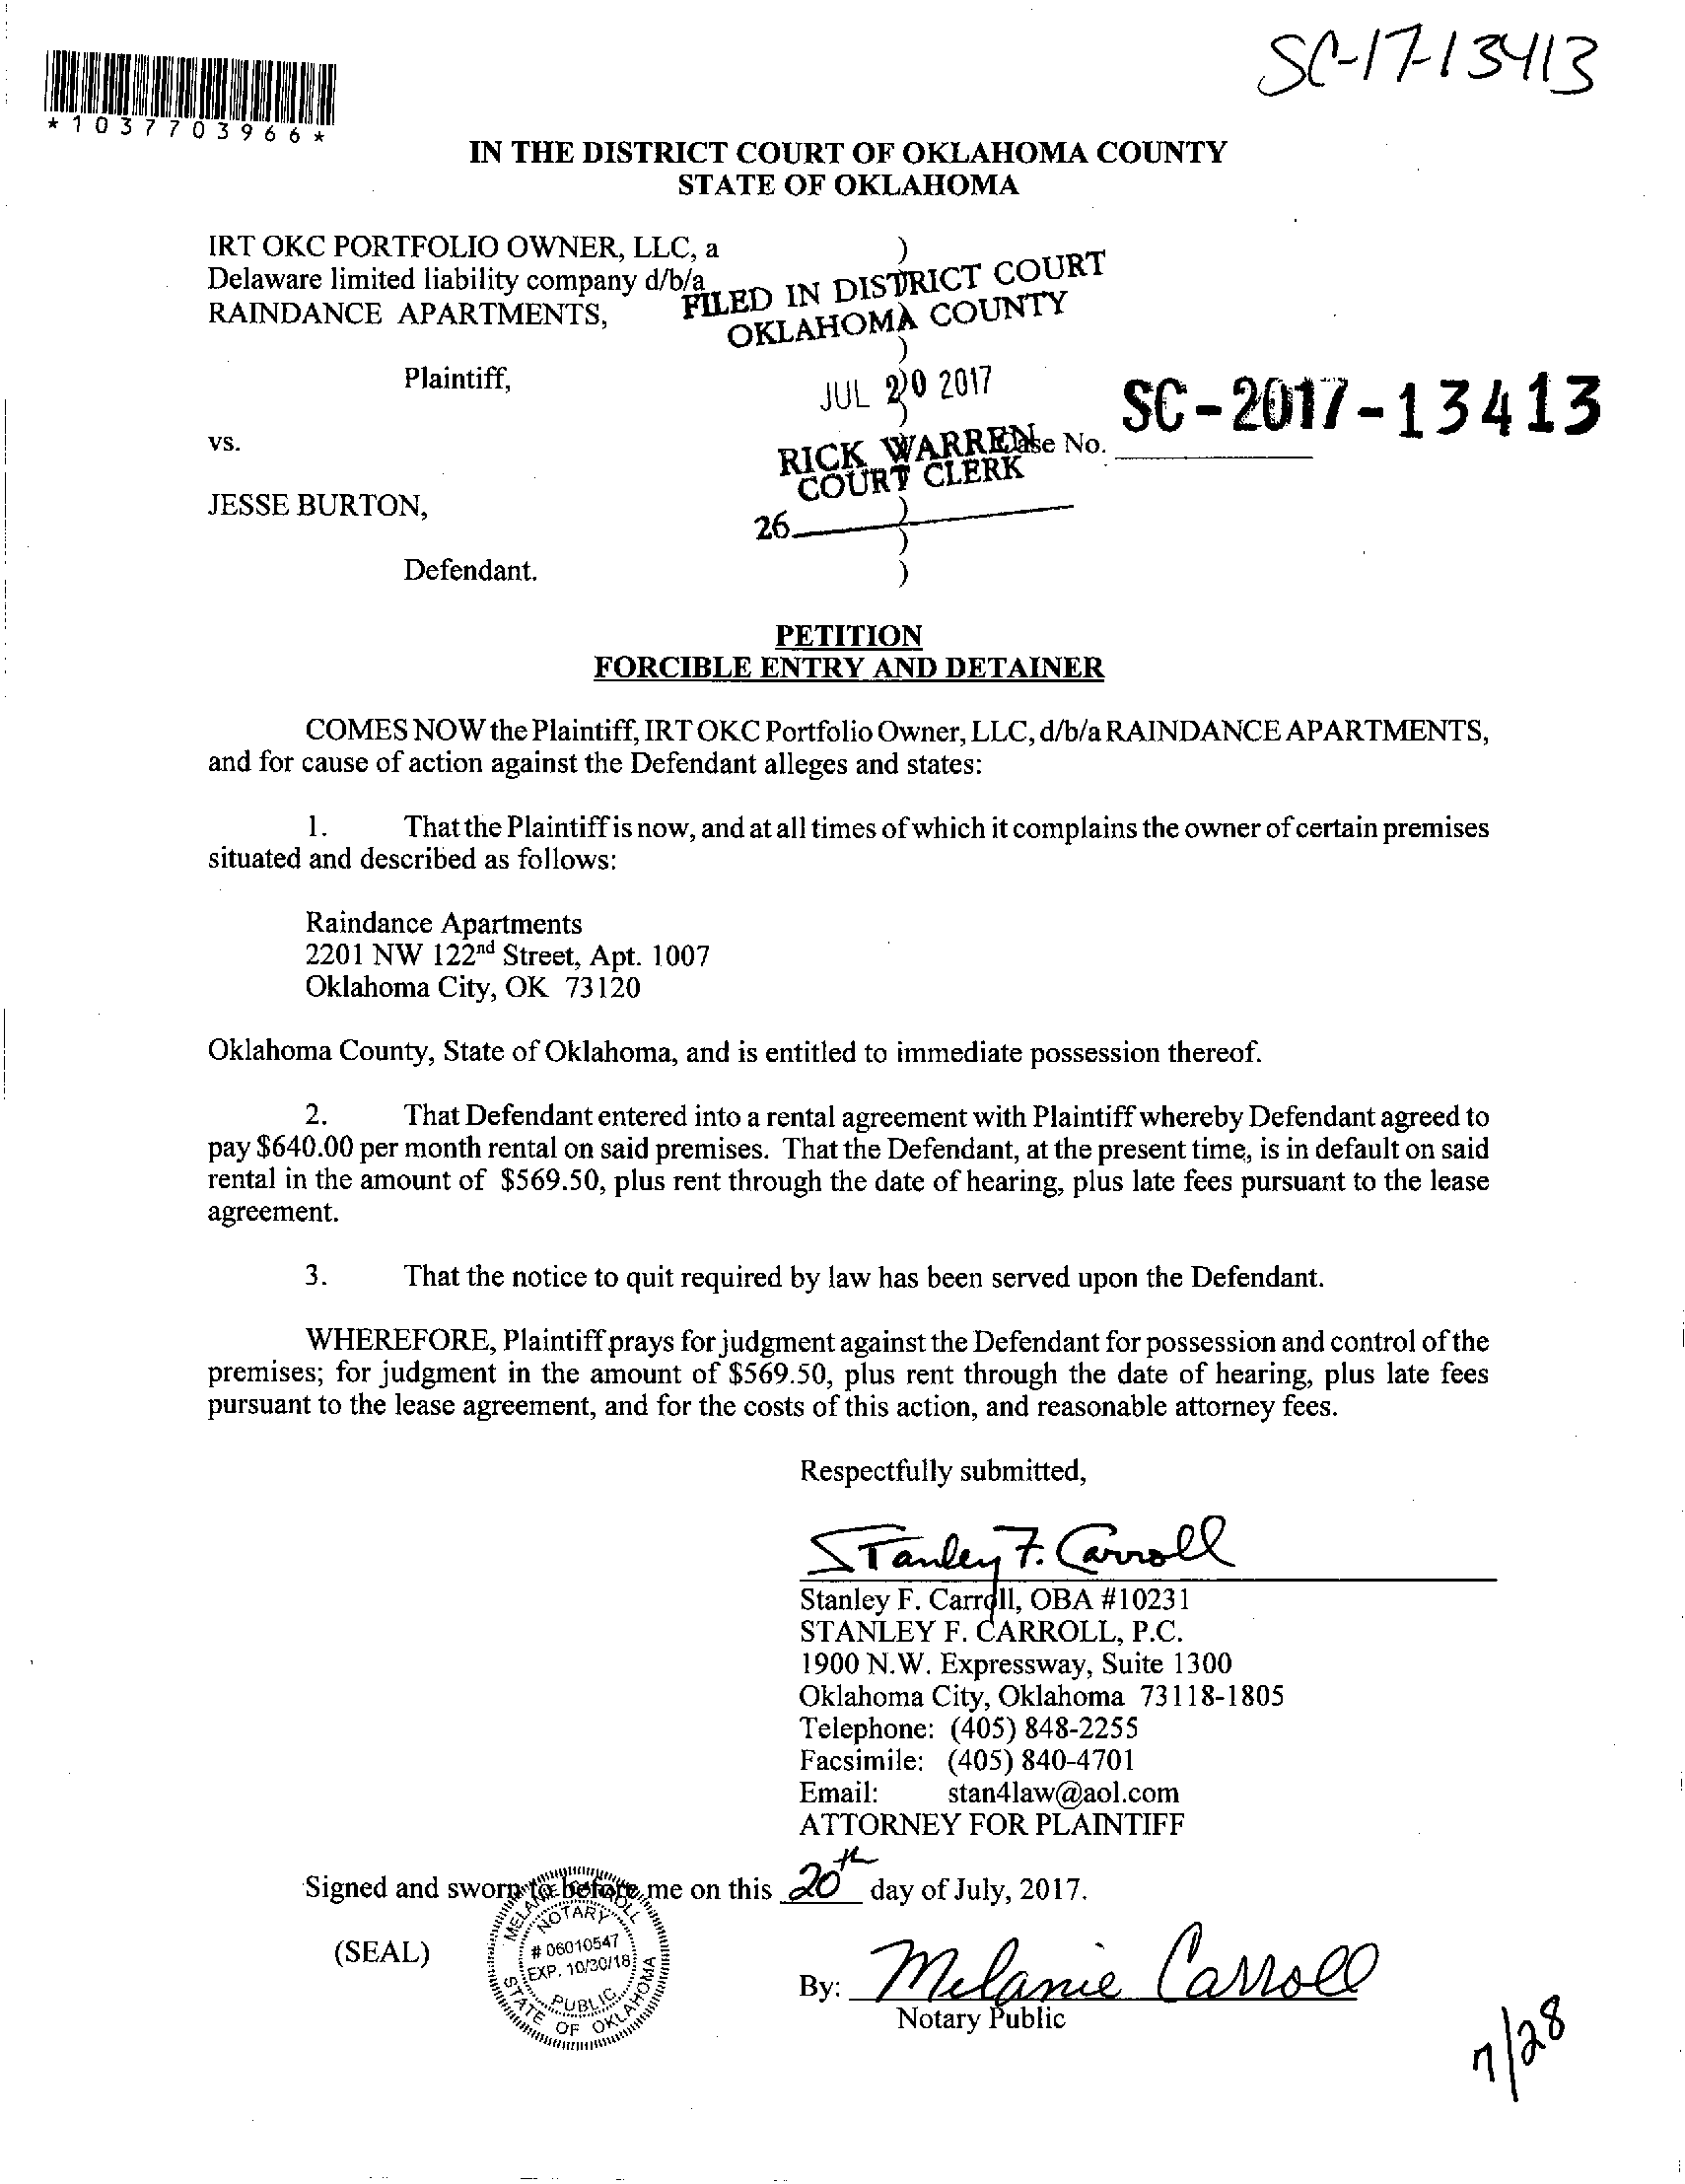 SC-17-13413
*1037703966*
IN THE DISTRICT COURT OF OKLAHOMA COUNTY
STATE OF OKLAHOMA
IRT OKC PORTFOLIO OWNER, LLC, a )
Delaware limited liability company d/b/a
RAINDANCE APARTMENTS,
FILED IN DISTRICT COURT
OKLAHOMA COUNTY
)
Plaintiff,
JUL 20 2017
)
SC-2017-13413
vs.
RICK WARREN
Case No.
COURT CLERK
JESSE BURTON,
)
26
)
Defendant. )
PETITION
FORCIBLE ENTRY AND DETAINER
COMES NOW the Plaintiff, IRT OKC Portfolio Owner, LLC, d/b/a RAINDANCE APARTMENTS,
and for cause of action against the Defendant alleges and states:
1. That the Plaintiff is now, and at all times of which it complains the owner of certain premises
situated and described as follows:
Raindance Apartments
2201 NW 122nd Street, Apt. 1007
Oklahoma City, OK 73120
Oklahoma County, State of Oklahoma, and is entitled to immediate possession thereof.
2. That Defendant entered into a rental agreement with Plaintiff whereby Defendant agreed to
pay $640.00 per month rental on said premises. That the Defendant, at the present time, is in default on said
rental in the amount of $569.50, plus rent through the date of hearing, plus late fees pursuant to the lease
agreement.
3. That the notice to quit required by law has been served upon the Defendant.
WHEREFORE, Plaintiff prays for judgment against the Defendant for possession and control of the
premises; for judgment in the amount of $569.50, plus rent through the date of hearing, plus late fees
pursuant to the lease agreement, and for the costs of this action, and reasonable attorney fees.
Respectfully submitted,
Stanley F. Carroll
Stanley F. Carroll, OBA #10231
STANLEY F. CARROLL, P.C.
1900 N.W. Expressway, Suite 1300
Oklahoma City, Oklahoma 73118-1805
Telephone: (405) 848-2255
Facsimile: (405) 840-4701
Email: stan4law@aol.com
ATTORNEY FOR PLAINTIFF
Signed and sworn to before me on this 20th day of July, 2017.
(SEAL)
MELANIE CARROLL
NOTARY
# 06010547
EXP. 10/30/18
PUBLIC
STATE OF OKLAHOMA
By: Melanie Carroll
Notary Public
7/28